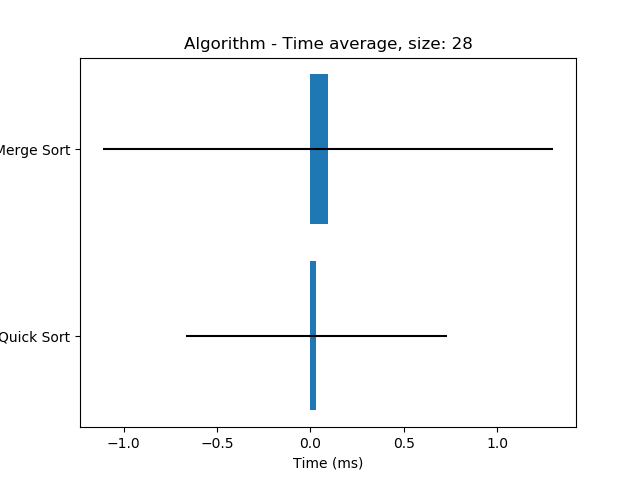 Algorithm - Time average, size: 28
Merge Sort
Quick Sort
−1.0 −0.5 0.0 0.5 1.0
Time (ms)